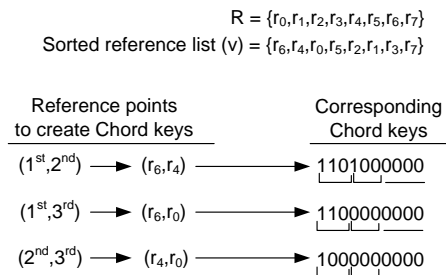 R = {r₀,r₁,r₂,r₃,r₄,r₅,r₆,r₇}
Sorted reference list (v) = {r₆,r₄,r₀,r₅,r₂,r₁,r₃,r₇}
Reference points to create Chord keys
Corresponding Chord keys
(1ˢᵗ,2ⁿᵈ) → (r₆,r₄) → 1101000000
(1ˢᵗ,3ʳᵈ) → (r₆,r₀) → 1100000000
(2ⁿᵈ,3ʳᵈ) → (r₄,r₀) → 1000000000